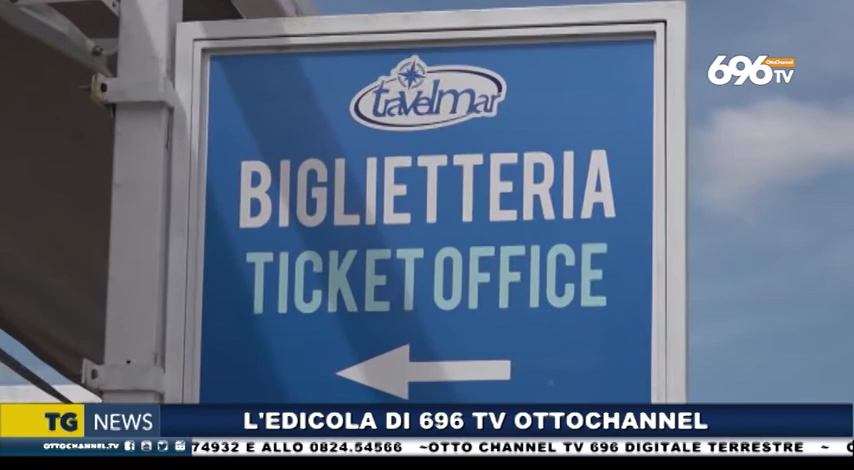 696 OttoChannel TV
travelmar
BIGLIETTERIA
TICKET OFFICE
TG NEWS L'EDICOLA DI 696 TV OTTOCHANNEL
OTTOCHANNEL.TV 74932 E ALLO 0824.54566 ~OTTO CHANNEL TV 696 DIGITALE TERRESTRE ~